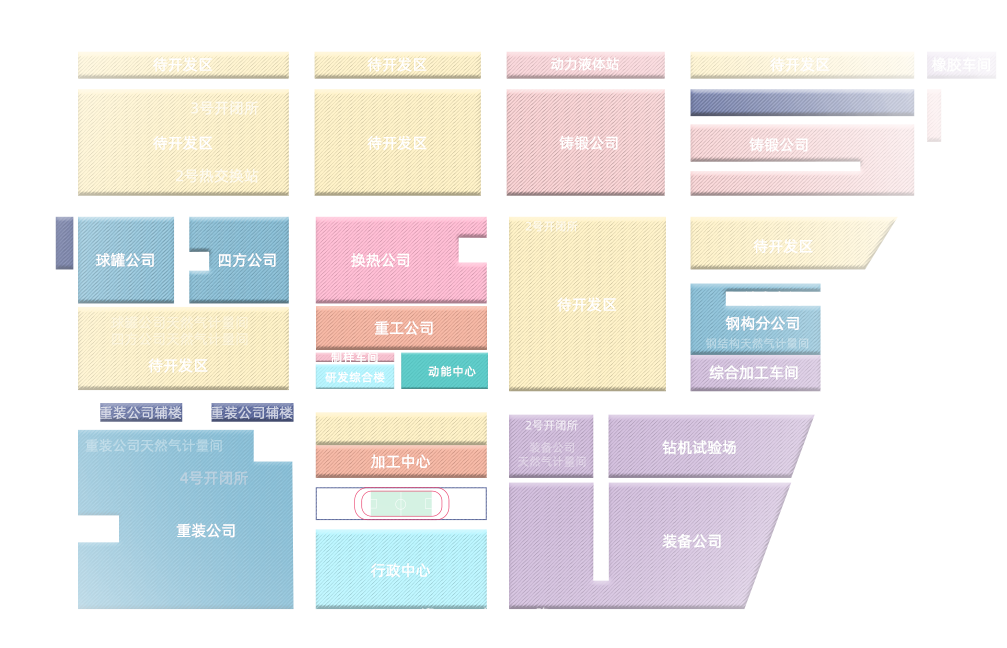 待开发区
待开发区
动力液体站
待开发区
橡胶车间
3号开闭所
待开发区
2号热交换站
待开发区
铸锻公司
铸锻公司
球罐公司
四方公司
换热公司
2号开闭所
待开发区
待开发区
重工公司
钢构分公司
钢结构天然气计量间
制样车间
研发综合楼
动能中心
待开发区
综合加工车间
重装公司辅楼
重装公司辅楼
重装公司天然气计量间
4号开闭所
重装公司
加工中心
行政中心
2号开闭所
装备公司
天然气计量间
钻机试验场
装备公司